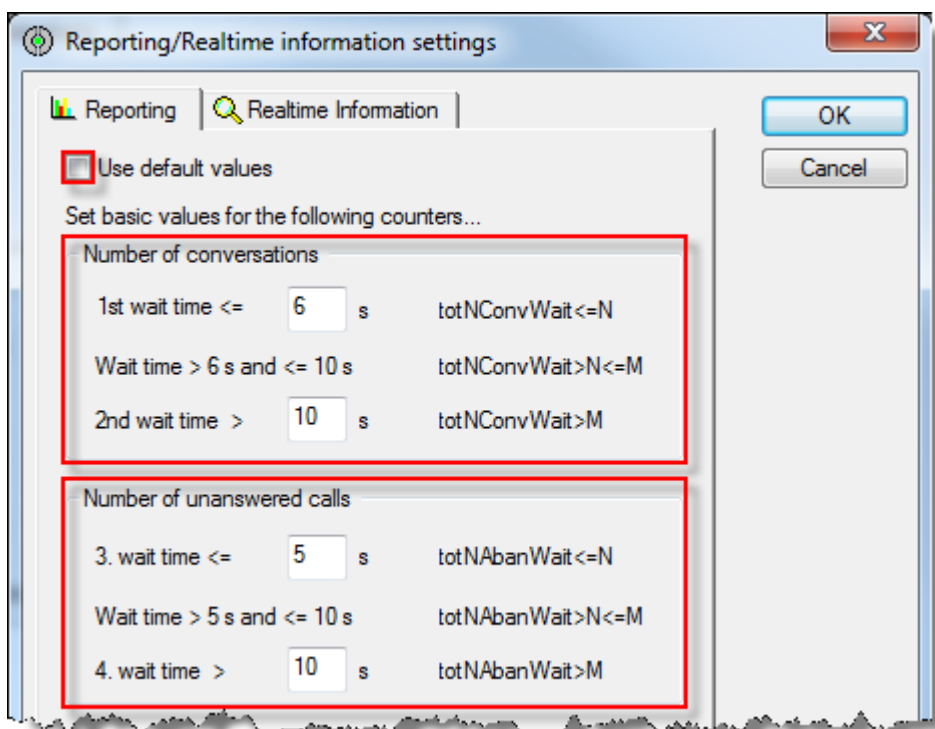 Reporting/Realtime information settings
Reporting Realtime Information
OK
Use default values
Cancel
Set basic values for the following counters...
Number of conversations
1st wait time <= 6 s totNConvWait<=N
Wait time > 6 s and <= 10 s totNConvWait>N<=M
2nd wait time > 10 s totNConvWait>M
Number of unanswered calls
3. wait time <= 5 s totNAbanWait<=N
Wait time > 5 s and <= 10 s totNAbanWait>N<=M
4. wait time > 10 s totNAbanWait>M